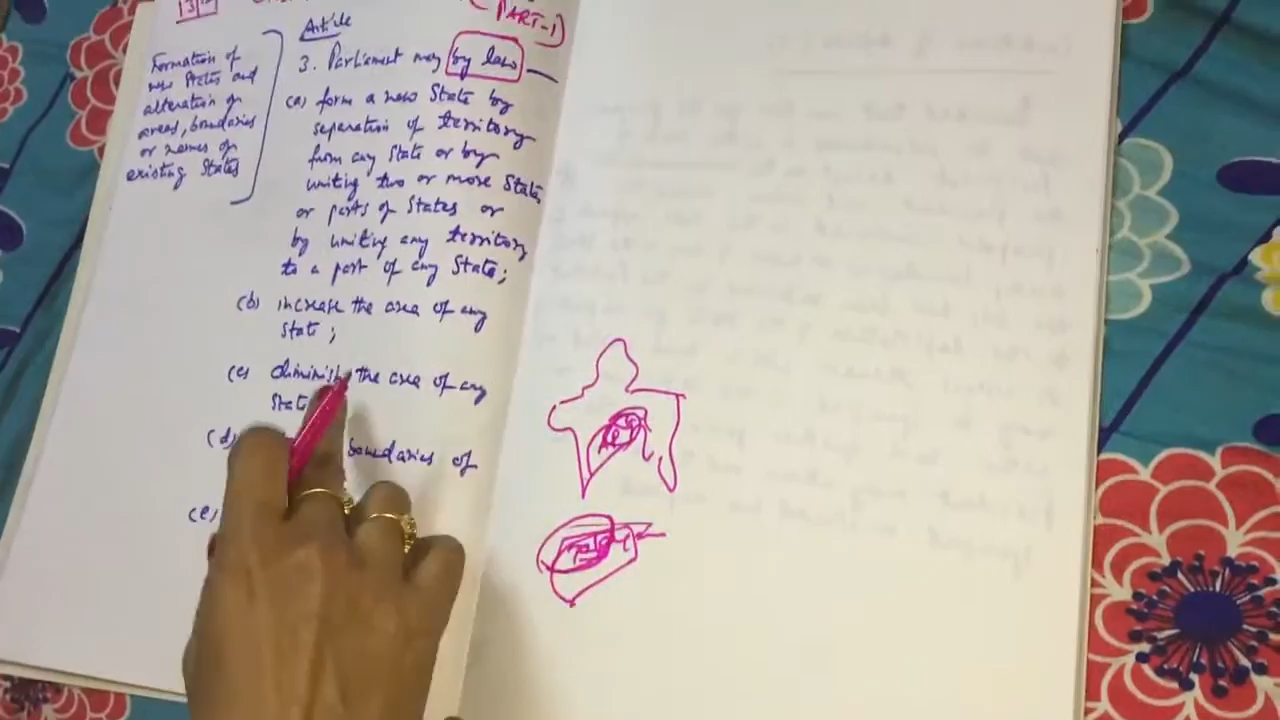 (PART-1)
Article
3. Parliament may by law —
Formation of
new States and
alteration of
areas, boundaries
or names of
existing States
(a) form a new State by
separation of territory
from any State or by
uniting two or more States
or parts of States or
by uniting any territory
to a part of any State;
(b) increase the area of any
State;
(c) diminish the area of any
Stat
(d)
boundaries of
(e)